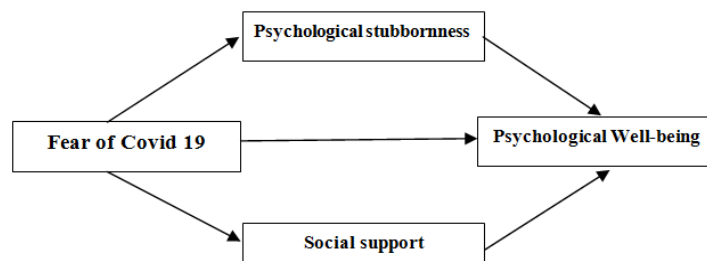 Psychological stubbornness
Fear of Covid 19
Psychological Well-being
Social support